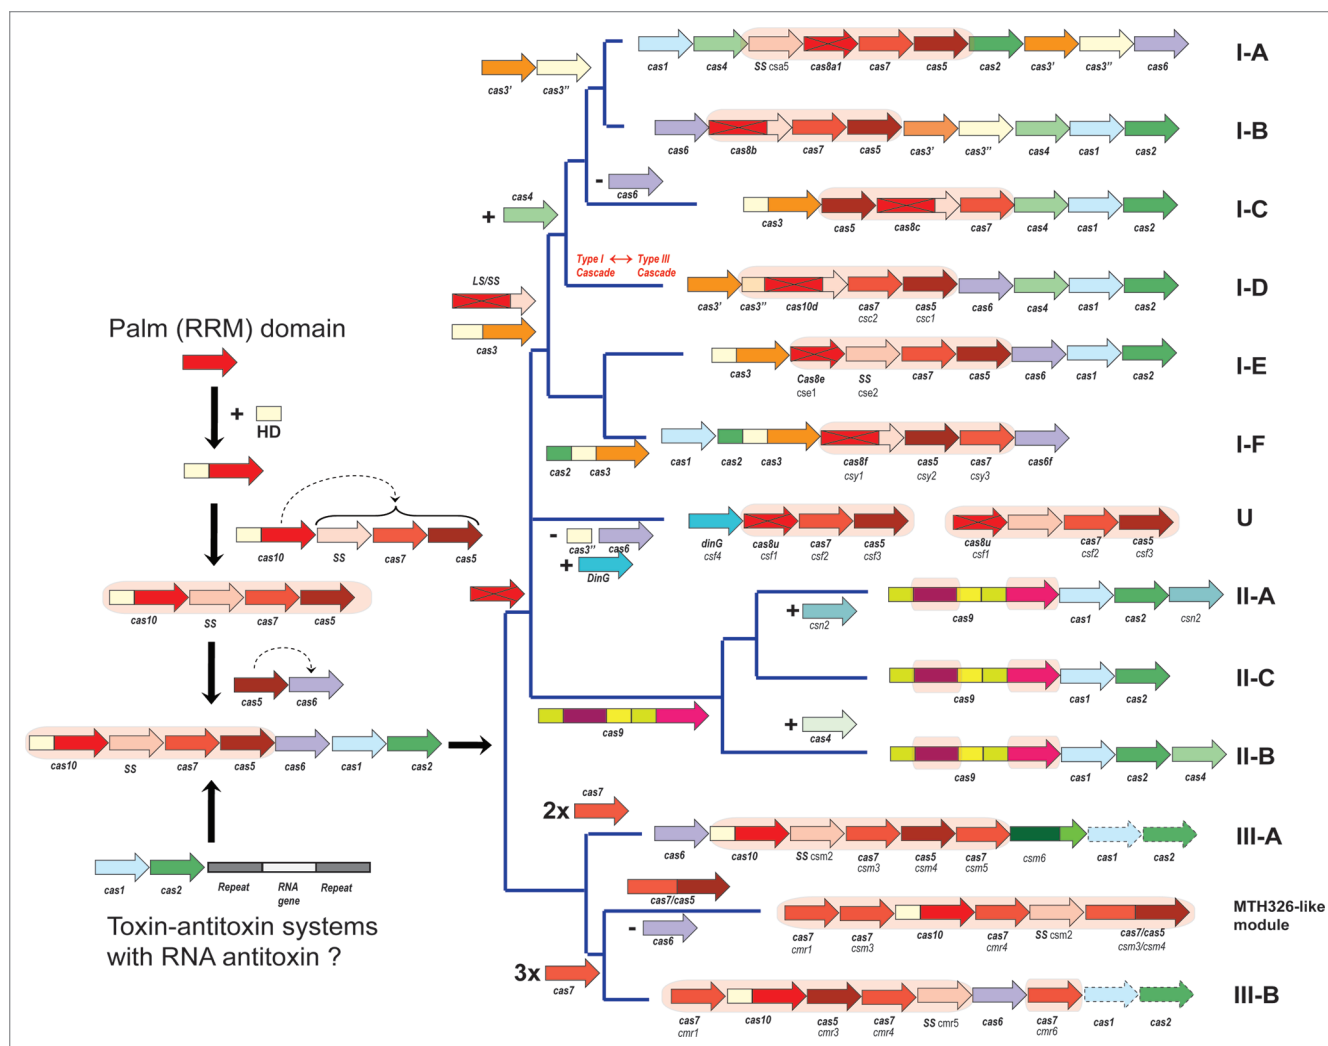 cas1 cas4 SS csa5 cas8a1 cas7 cas5 cas2 cas3' cas3'' cas6
I-A
cas3' cas3''
cas6 cas8b cas7 cas5 cas3' cas3'' cas4 cas1 cas2
I-B
- cas6
cas4
+
cas3 cas5 cas8c cas7 cas4 cas1 cas2
I-C
Type I ↔ Type III
Cascade Cascade
LS/SS
cas3
cas3' cas3'' cas10d cas7 cas5 cas6 cas4 cas1 cas2
csc2 csc1
I-D
Palm (RRM) domain
+
HD
cas3 Cas8e SS cas7 cas5 cas6 cas1 cas2
cse1 cse2
I-E
cas2 cas3
cas1 cas2 cas3 cas8f cas5 cas7 cas6f
csy1 csy2 csy3
I-F
cas10 SS cas7 cas5
- cas3'' cas6
+ DinG
dinG cas8u cas7 cas5
csf4 csf1 csf2 csf3
cas8u cas7 cas5
csf1 csf2 csf3
U
cas10 SS cas7 cas5
+
csn2
cas9 cas1 cas2 csn2
II-A
cas5 cas6
cas9 cas1 cas2
II-C
cas9
+
cas4
cas9 cas1 cas2 cas4
II-B
cas10 SS cas7 cas5 cas6 cas1 cas2
2x cas7
cas6 cas10 SS csm2 cas7 cas5 cas7 csm6 cas1 cas2
csm3 csm4 csm5
III-A
cas1 cas2 Repeat RNA Repeat
gene
Toxin-antitoxin systems
with RNA antitoxin ?
cas7/cas5
- cas6
cas7 cas7 cas10 cas7 SS csm2 cas7/cas5
cmr1 csm3 cmr4 csm3/csm4
MTH326-like
module
3x cas7
cas7 cas10 cas5 cas7 SS cmr5 cas6 cas7 cas1 cas2
cmr1 cmr3 cmr4 cmr6
III-B